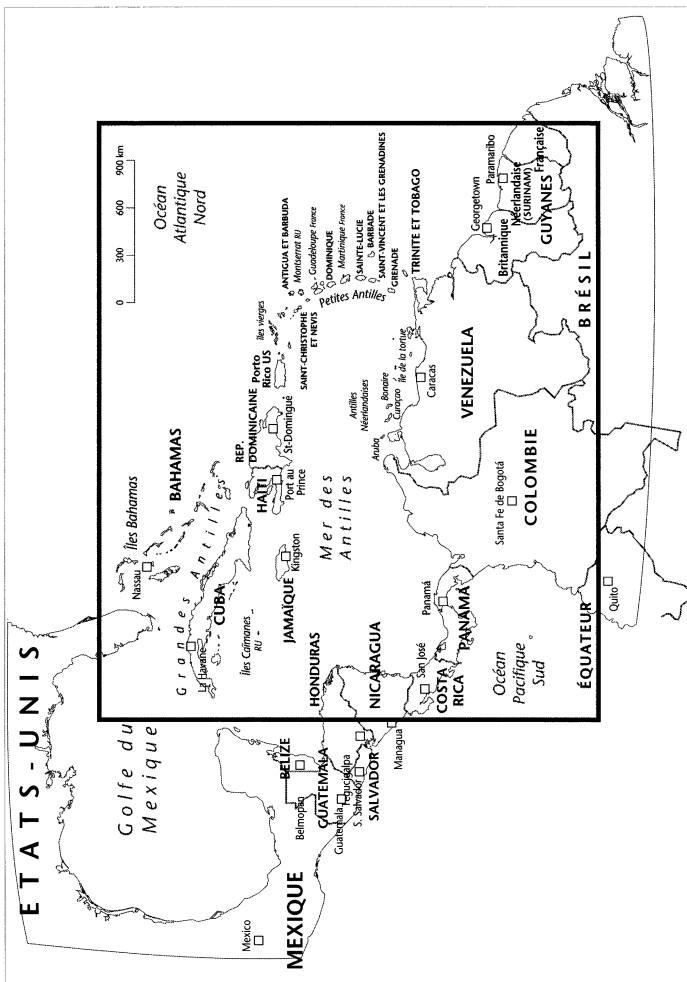 ETATS-UNIS
Golfe du
Mexique
Mexico
MEXIQUE
BELIZE
Belmopan
GUATEMALA
Guatemala
Tegucigalpa
S. Salvador
SALVADOR
HONDURAS
NICARAGUA
Managua
San José
COSTA
RICA
Panamá
PANAMÁ
Océan
Pacifique
Sud
ÉQUATEUR
Quito
Îles Bahamas
Nassau
BAHAMAS
Grandes Antilles
La Havane
CUBA
Îles Caïmanes
RU
JAMAÏQUE
Kingston
HAÏTI
Port au
Prince
REP.
DOMINICAINE
St-Domingue
Porto
Rico US
Îles vierges
Mer des
Antilles
SAINT-CHRISTOPHE
ET NEVIS
ANTIGUA ET BARBUDA
Montserrat RU
Guadeloupe France
DOMINIQUE
Martinique France
SAINTE-LUCIE
BARBADE
SAINT-VINCENT ET LES GRENADINES
GRENADE
Petites Antilles
TRINITE ET TOBAGO
Antilles
Néerlandaises
Aruba
Curaçao
Bonaire
Île de la tortue
Caracas
VENEZUELA
Santa Fe de Bogotá
COLOMBIE
Georgetown
Paramaribo
Britannique
Néerlandaise
(SURINAM)
Française
GUYANES
BRÉSIL
Océan
Atlantique
Nord
0 300 600 900 km